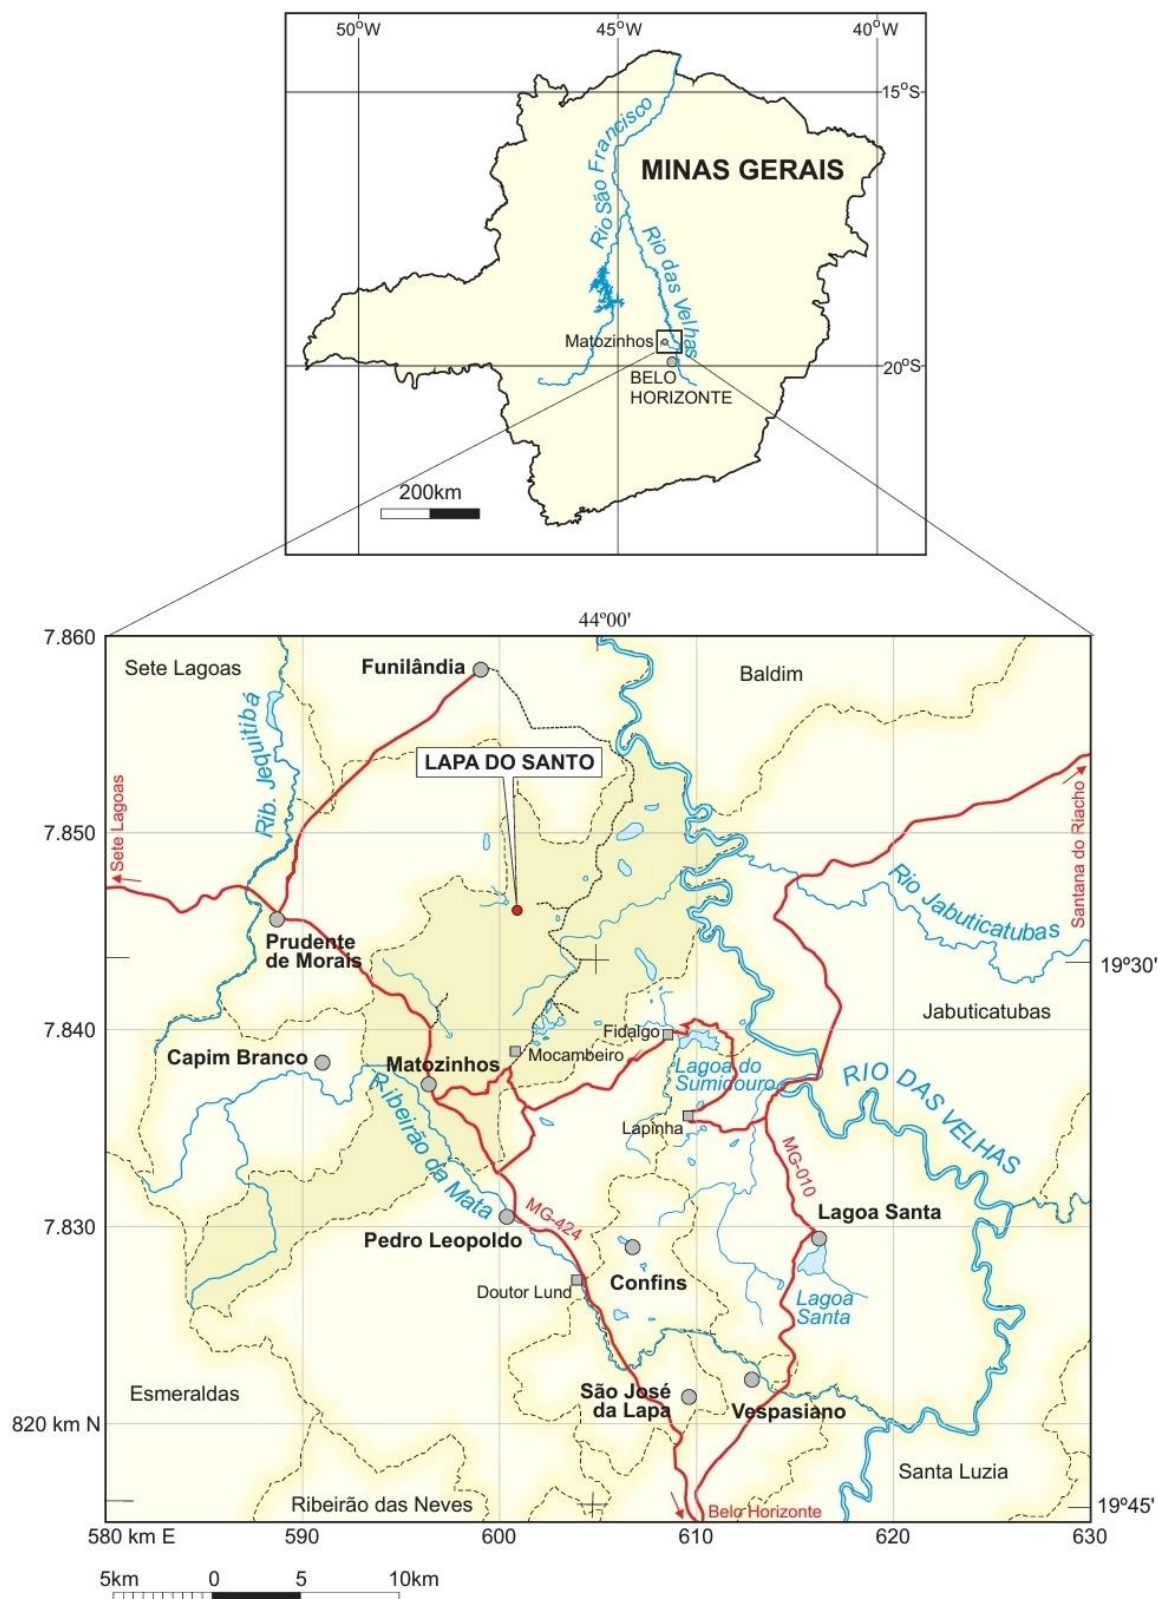 50°W
45°W
40°W
15°S
Rio São Francisco
MINAS GERAIS
Rio das Velhas
Matozinhos
20°S
BELO
HORIZONTE
200km
44°00'
7.860
Sete Lagoas
Funilândia
Baldim
Rib. Jequitibá
LAPA DO SANTO
Sete Lagoas
7.850
Santana do Riacho
Rio Jabuticatubas
Prudente
de Morais
19°30'
Jabuticatubas
7.840
Fidalgo
Capim Branco
Mocambeiro
Matozinhos
Lagoa do
Sumidouro
RIO DAS VELHAS
Ribeirão da Mata
Lapinha
MG-010
MG-424
Lagoa Santa
7.830
Pedro Leopoldo
Confins
Doutor Lund
Lagoa
Santa
Esmeraldas
São José
da Lapa
Vespasiano
820 km N
Santa Luzia
Ribeirão das Neves
Belo Horizonte
19°45'
580 km E
590
600
610
620
630
5km
0
5
10km